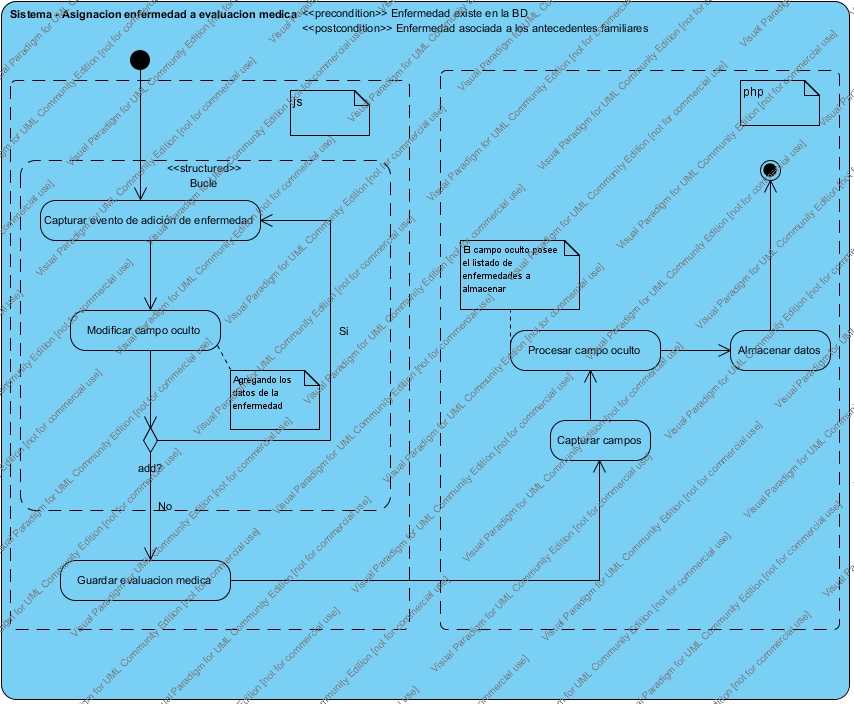 Sistema - Asignacion enfermedad a evaluacion medica
<<precondition>> Enfermedad existe en la BD
<<postcondition>> Enfermedad asociada a los antecedentes familiares
js
php
<<structured>>
Bucle
Capturar evento de adición de enfermedad
Modificar campo oculto
Si
Agregando los
datos de la
enfermedad
add?
No
Guardar evaluacion medica
El campo oculto posee
el listado de
enfermedades a
almacenar
Procesar campo oculto
Almacenar datos
Capturar campos
Visual Paradigm for UML Community Edition [not for commercial use]